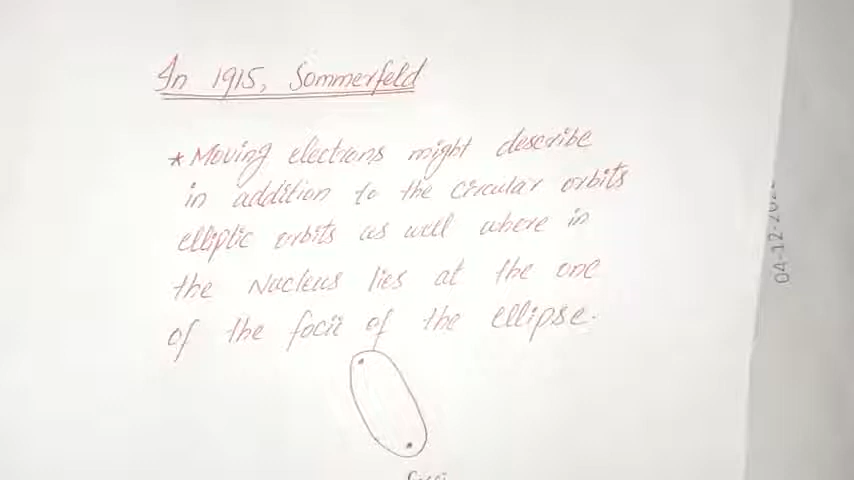 In 1915, Sommerfeld
* Moving electrons might describe
in addition to the circular orbits
elliptic orbits as well where in
the Nucleus lies at the one
of the focii of the ellipse.